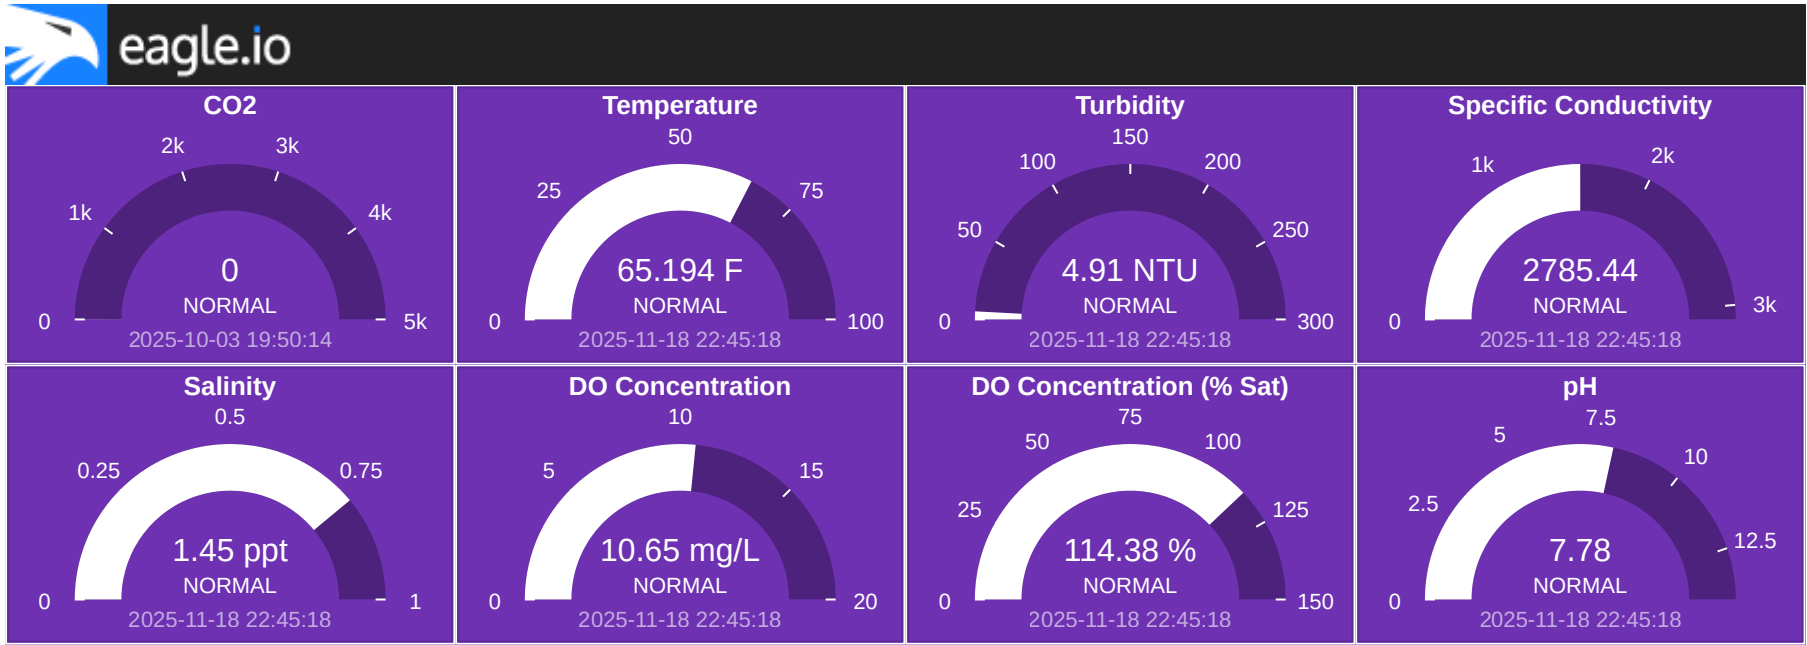 eagle.io
CO2
2k
3k
1k
4k
0
5k
0
NORMAL
2025-10-03 19:50:14
Temperature
50
25
75
0
100
65.194 F
NORMAL
2025-11-18 22:45:18
Turbidity
150
100
200
50
250
0
300
4.91 NTU
NORMAL
2025-11-18 22:45:18
Specific Conductivity
1k
2k
0
3k
2785.44
NORMAL
2025-11-18 22:45:18
Salinity
0.5
0.25
0.75
0
1
1.45 ppt
NORMAL
2025-11-18 22:45:18
DO Concentration
10
5
15
0
20
10.65 mg/L
NORMAL
2025-11-18 22:45:18
DO Concentration (% Sat)
75
50
100
25
125
0
150
114.38 %
NORMAL
2025-11-18 22:45:18
pH
7.5
5
10
2.5
12.5
0
7.78
NORMAL
2025-11-18 22:45:18